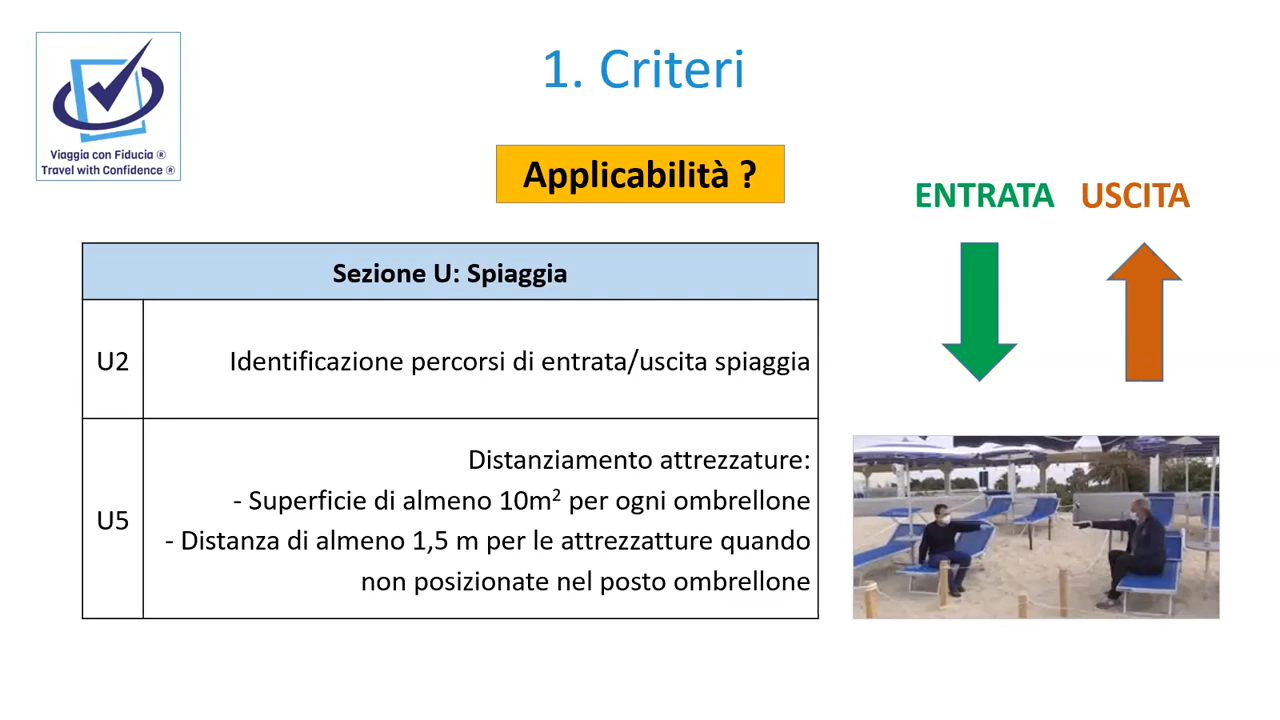 1. Criteri
Viaggia con Fiducia ®
Travel with Confidence ®
Applicabilità ?
ENTRATA USCITA
Sezione U: Spiaggia
U2 Identificazione percorsi di entrata/uscita spiaggia
U5
Distanziamento attrezzature:
- Superficie di almeno 10m² per ogni ombrellone
- Distanza di almeno 1,5 m per le attrezzatture quando
non posizionate nel posto ombrellone